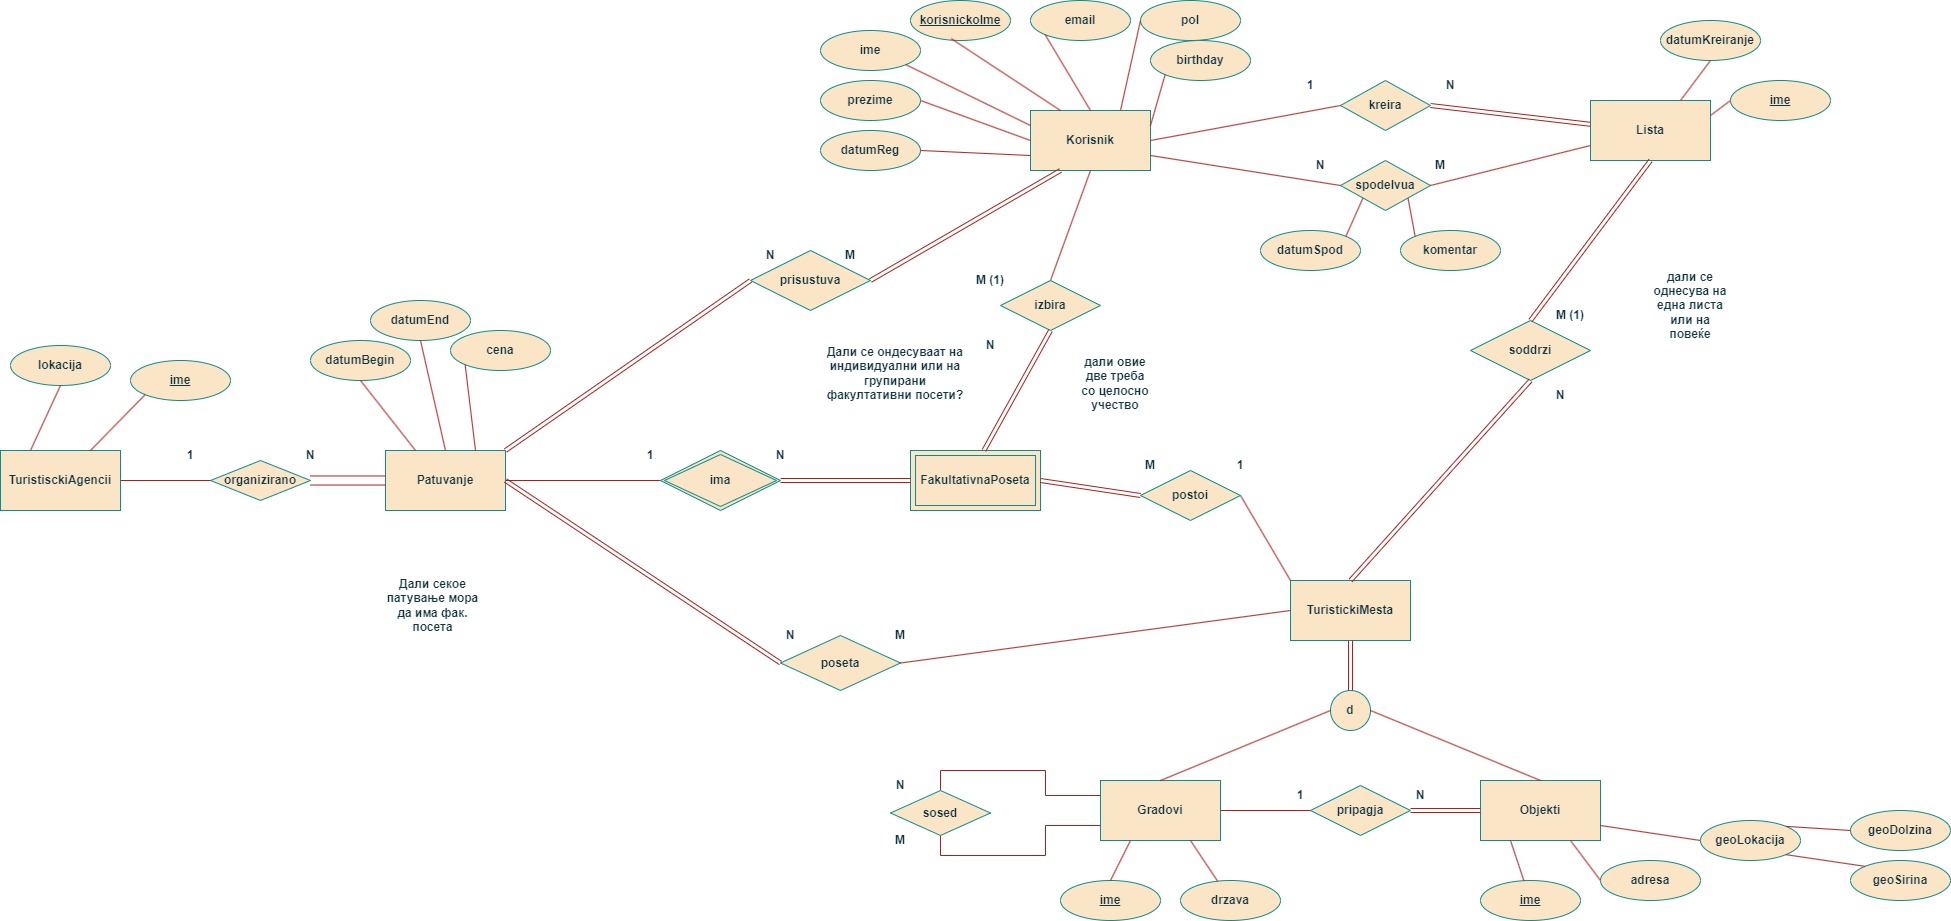 korisnickoIme
email
pol
ime
birthday
prezime
datumReg
Korisnik
1
kreira
N
datumKreiranje
ime
Lista
N
spodelvua
M
datumSpod
komentar
N
M
prisustuva
M (1)
izbira
N
дали се
однесува на
една листа
или на
повеќе
M (1)
soddrzi
N
Дали се ондесуваат на
индивидуални или на
групирани
факултативни посети?
дали овие
две треба
со целосно
учество
lokacija
ime
datumBegin
datumEnd
cena
TuristisckiAgencii
1
organizirano
N
Patuvanje
1
ima
N
FakultativnaPoseta
M
postoi
1
Дали секое
патување мора
да има фак.
посета
N
poseta
M
TuristickiMesta
d
N
sosed
M
Gradovi
1
pripagja
N
Objekti
ime
drzava
ime
adresa
geoLokacija
geoDolzina
geoSirina